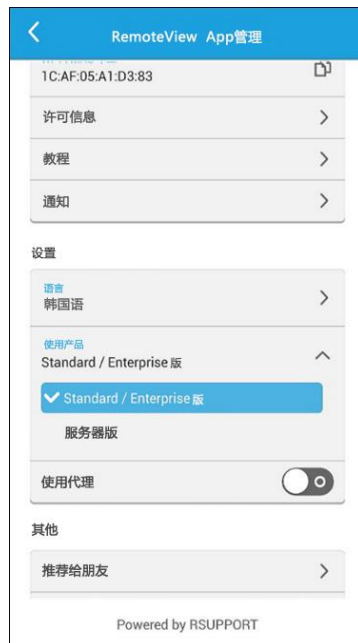 RemoteView App管理
1C:AF:05:A1:D3:83
许可信息
教程
通知
设置
语言
韩国语
使用产品
Standard / Enterprise 版
Standard / Enterprise 版
服务器版
使用代理
其他
推荐给朋友
Powered by RSUPPORT